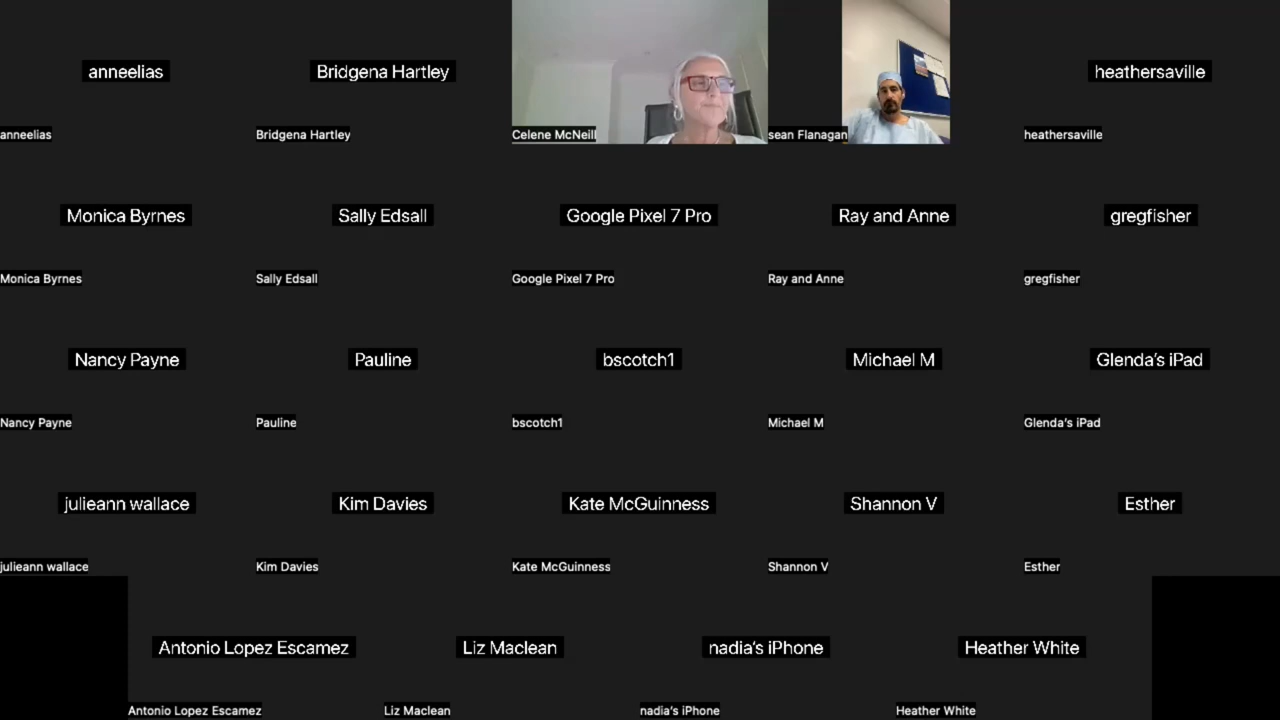 anneelias
Bridgena Hartley
heathersaville
anneelias
Bridgena Hartley
Celene McNeill
sean Flanagan
heathersaville
Monica Byrnes
Sally Edsall
Google Pixel 7 Pro
Ray and Anne
gregfisher
Monica Byrnes
Sally Edsall
Google Pixel 7 Pro
Ray and Anne
gregfisher
Nancy Payne
Pauline
bscotch1
Michael M
Glenda’s iPad
Nancy Payne
Pauline
bscotch1
Michael M
Glenda’s iPad
julieann wallace
Kim Davies
Kate McGuinness
Shannon V
Esther
julieann wallace
Kim Davies
Kate McGuinness
Shannon V
Esther
Antonio Lopez Escamez
Liz Maclean
nadia’s iPhone
Heather White
Antonio Lopez Escamez
Liz Maclean
nadia’s iPhone
Heather White